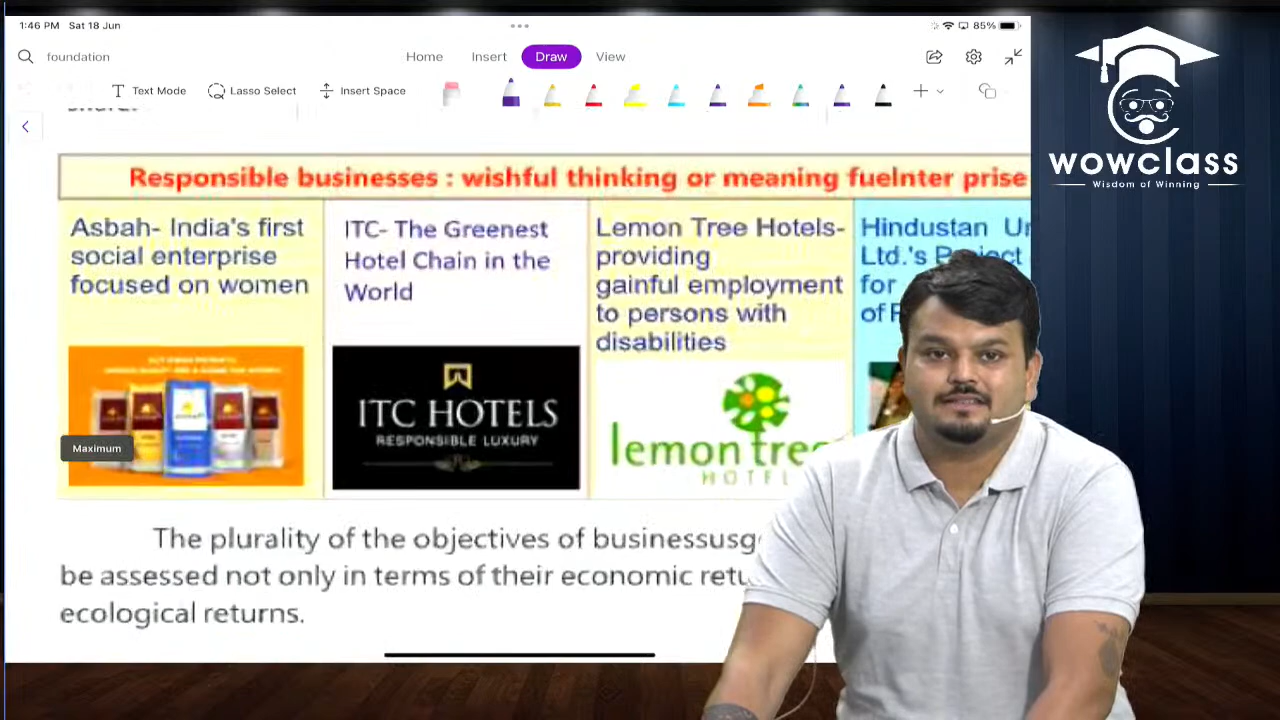 1:46 PM Sat 18 Jun
85%
foundation
Home
Insert
Draw
View
Text Mode
Lasso Select
Insert Space
wowclass
Wisdom of Winning
Responsible businesses : wishful thinking or meaning fuelnter prise
Asbah- India's first
social enterprise
focused on women
ITC- The Greenest
Hotel Chain in the
World
Lemon Tree Hotels-
providing
gainful employment
to persons with
disabilities
Hindustan
Ltd.'s
for
of
ITC HOTELS
RESPONSIBLE LUXURY
lemon tree
HOTEL
Maximum
The plurality of the objectives of businessusg
be assessed not only in terms of their economic retu
ecological returns.